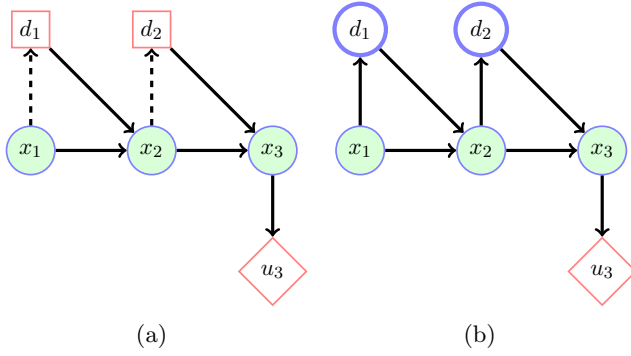 d₁ d₂ d₁ d₂
x₁ x₂ x₃ x₁ x₂ x₃
u₃ u₃
(a) (b)